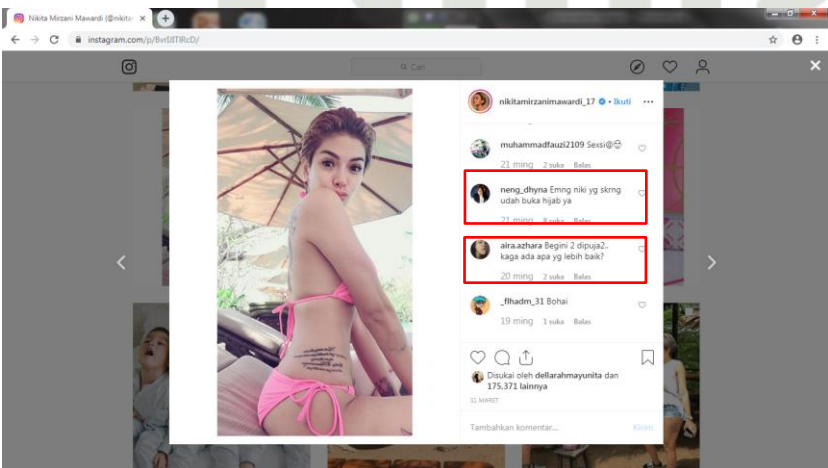 Nikita Mirzani Mawardi (@nikita
instagram.com/p/BvrIJITlRcD/
Cari
nikitamirzanimawardi_17 • Ikuti
muhammadfauzi2109 Sexsi@
21 ming 2 suka Balas
neng_dhyna Emng niki yg skrng
udah buka hijab ya
21 ming 8 suka Balas
aira.azhara Begini 2 dipuja2..
kaga ada apa yg lebih baik?
20 ming 2 suka Balas
_flhadm_31 Bohai
19 ming 1 suka Balas
Disukai oleh dellarahmayunita dan
175.371 lainnya
31 MARET
Tambahkan komentar...
Kirim